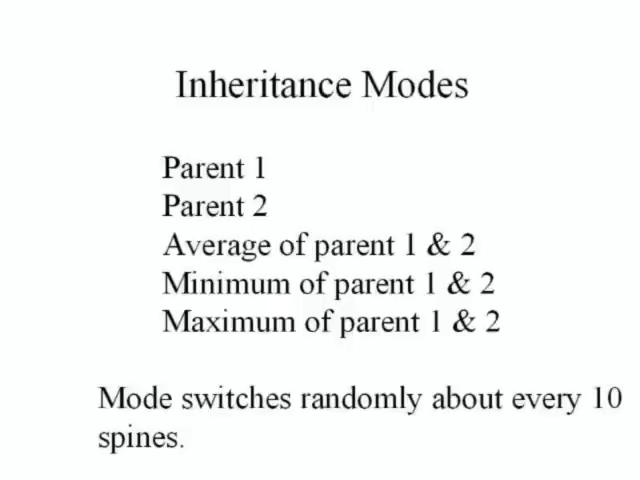 Inheritance Modes
Parent 1
Parent 2
Average of parent 1 & 2
Minimum of parent 1 & 2
Maximum of parent 1 & 2
Mode switches randomly about every 10
spines.